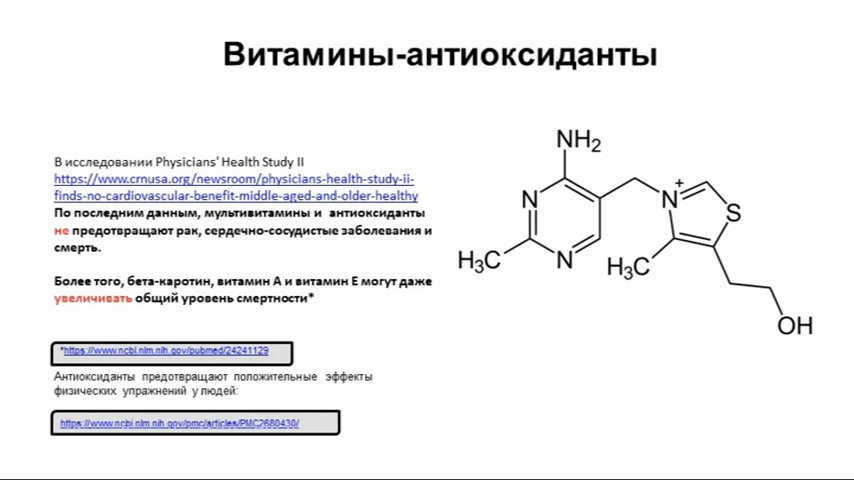 Витамины-антиоксиданты
В исследовании Physicians' Health Study II
https://www.crnusa.org/newsroom/physicians-health-study-ii-
finds-no-cardiovascular-benefit-middle-aged-and-older-healthy
По последним данным, мультивитамины и антиоксиданты
не предотвращают рак, сердечно-сосудистые заболевания и
смерть.
Более того, бета-каротин, витамин А и витамин Е могут даже
увеличивать общий уровень смертности*
*https://www.ncbi.nlm.nih.gov/pubmed/24241129
Антиоксиданты предотвращают положительные эффекты
физических упражнений у людей:
https://www.ncbi.nlm.nih.gov/pmc/articles/PMC2680430/
NH2
N
N
H3C
N+
S
H3C
OH